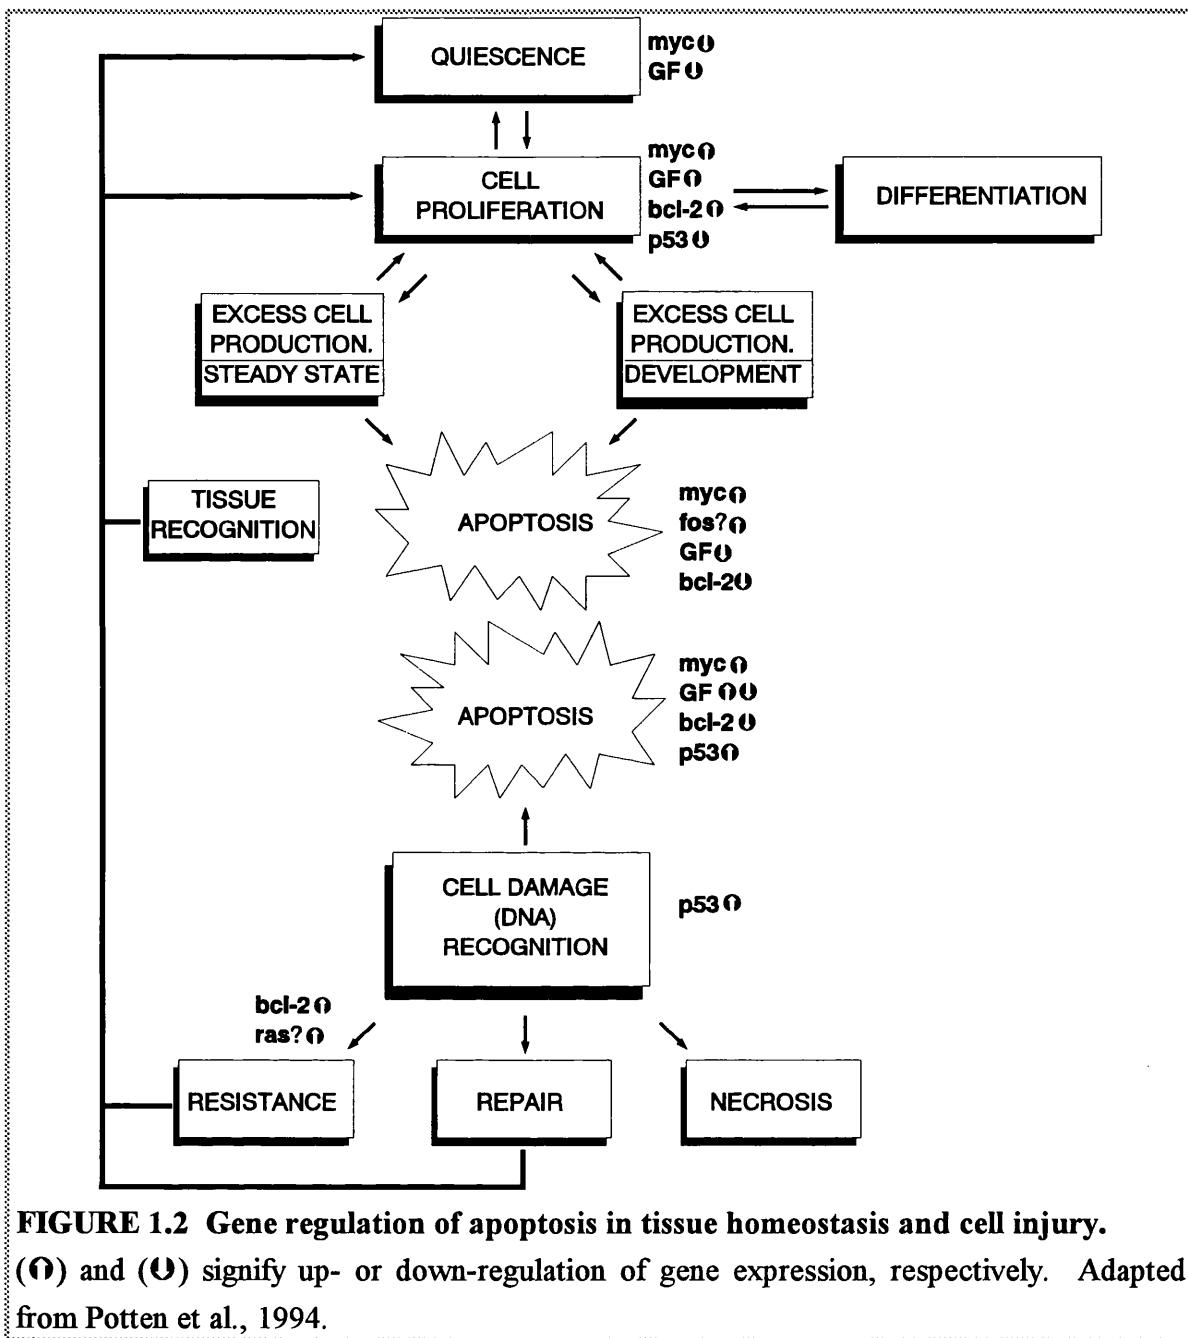 QUIESCENCE
myc⋂
GF⋃
CELL
PROLIFERATION
myc⋂
GF⋂
bcl-2⋂
p53⋃
DIFFERENTIATION
EXCESS CELL
PRODUCTION.
STEADY STATE
EXCESS CELL
PRODUCTION.
DEVELOPMENT
TISSUE
RECOGNITION
APOPTOSIS
myc⋂
fos?⋂
GF⋃
bcl-2⋃
APOPTOSIS
myc⋂
GF ⋂⋃
bcl-2⋃
p53⋂
CELL DAMAGE
(DNA)
RECOGNITION
p53⋂
bcl-2⋂
ras?⋂
RESISTANCE
REPAIR
NECROSIS
FIGURE 1.2 Gene regulation of apoptosis in tissue homeostasis and cell injury.
(⋂) and (⋃) signify up- or down-regulation of gene expression, respectively. Adapted
from Potten et al., 1994.